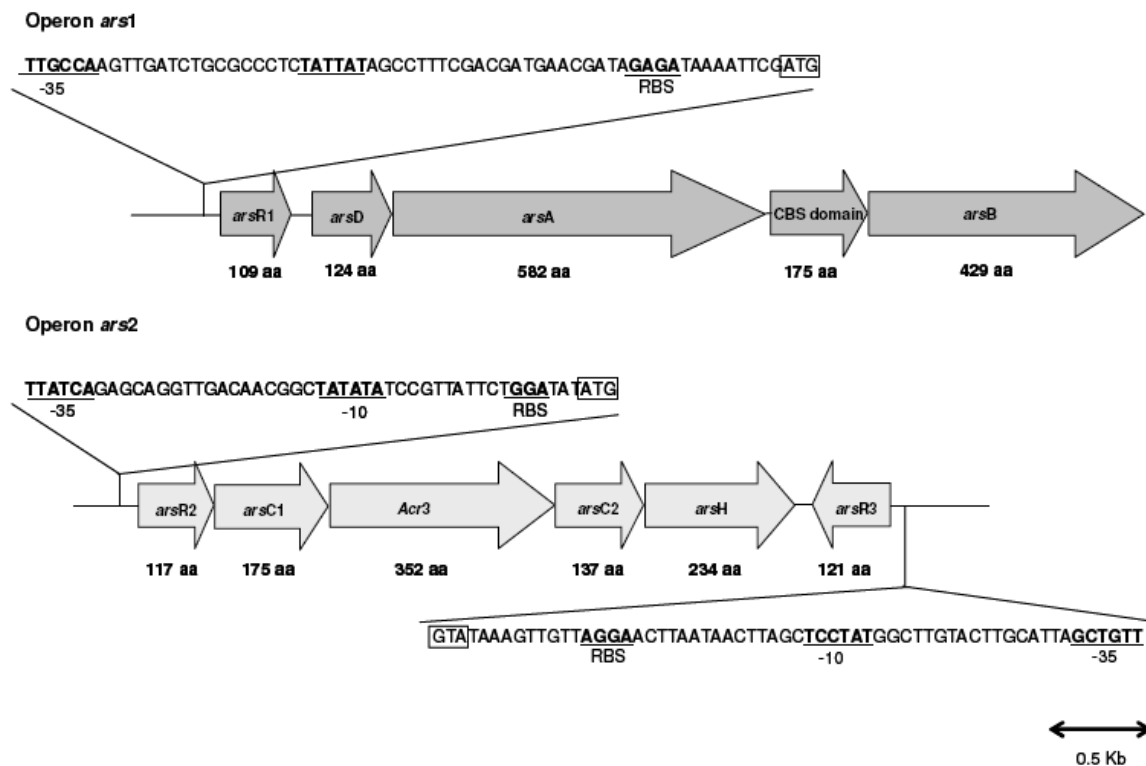 Operon ars1
TTGCCAAGTTGATCTGCGCCCTCTATTATAGCCTTTCGACGATGAACGATAGAGATAAAATTCGATG
-35 RBS
arsR1 arsD arsA CBS domain arsB
109 aa 124 aa 582 aa 175 aa 429 aa
Operon ars2
TTATCAGAGCAGGTTGACAACGGCTATATATCCGTTATTCTGGATATATG
-35 -10 RBS
arsR2 arsC1 Acr3 arsC2 arsH arsR3
117 aa 175 aa 352 aa 137 aa 234 aa 121 aa
GTATAAAGTTGTTAGGAACTTAATAACTTAGCTCCTATGGCTTGTACTTGCATTAGCTGTT
RBS -10 -35
0.5 Kb